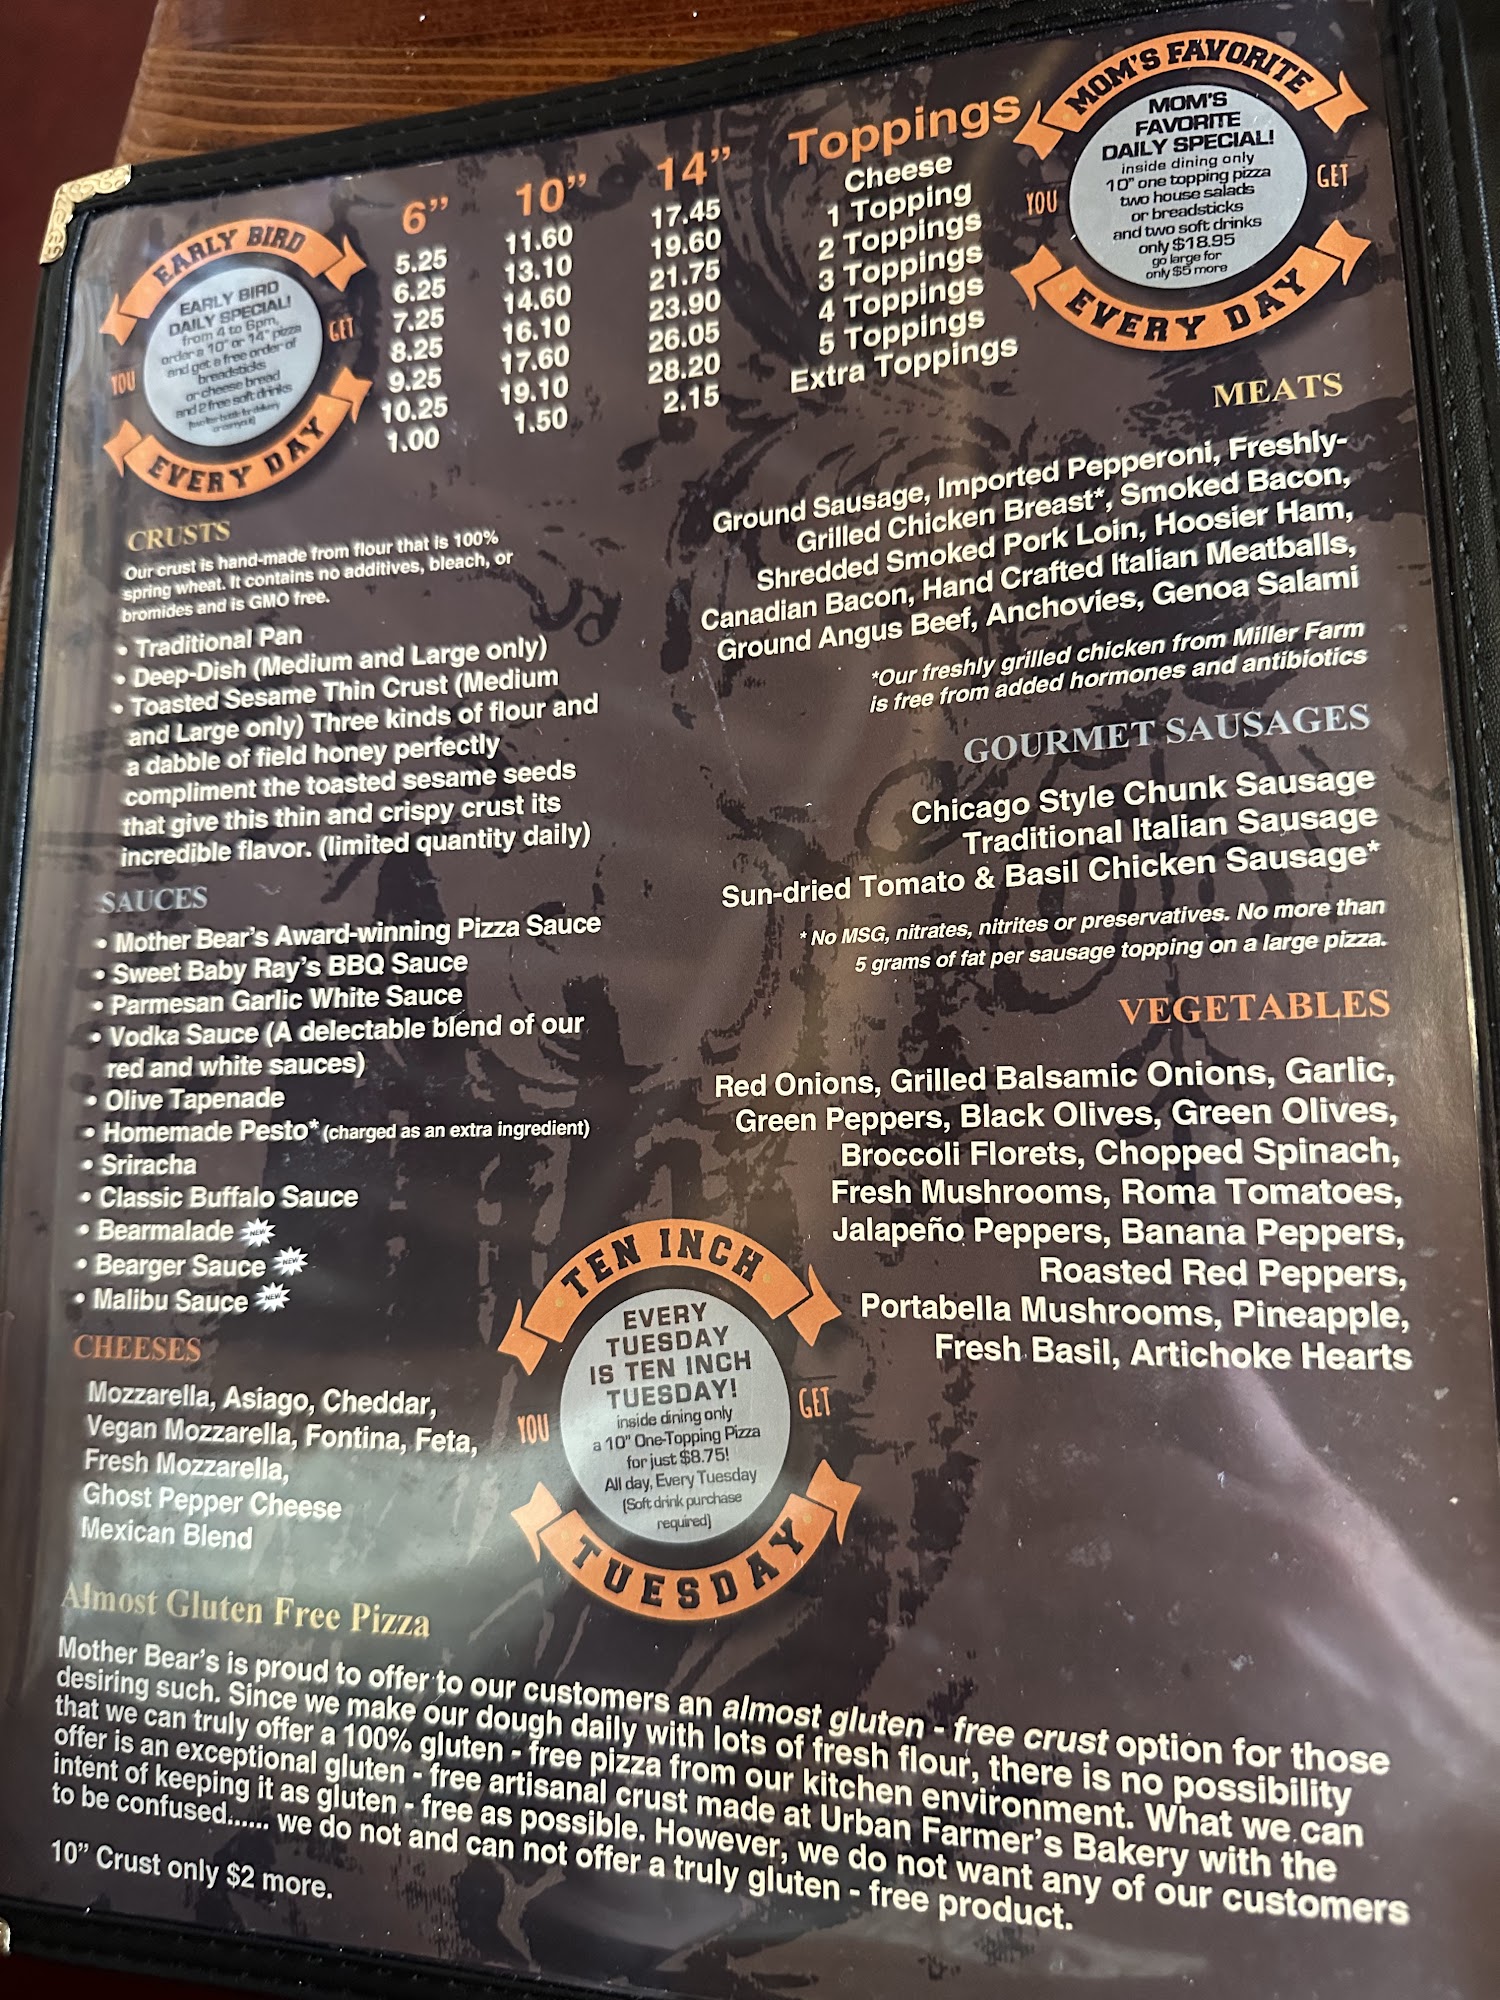 EARLY BIRD
EARLY BIRD
DAILY SPECIAL!
from 4 to 6pm,
order a 10" or 14" pizza
and get a free order of
breadsticks
or cheese bread
and 2 free soft drinks
YOU
GET
EVERY DAY
6” 10” 14” Toppings
5.25 11.60 17.45 Cheese
6.25 13.10 19.60 1 Topping
7.25 14.60 21.75 2 Toppings
8.25 16.10 23.90 3 Toppings
9.25 17.60 26.05 4 Toppings
10.25 19.10 28.20 5 Toppings
1.00 1.50 2.15 Extra Toppings
MOM'S FAVORITE
MOM'S
FAVORITE
DAILY SPECIAL!
inside dining only
10" one topping pizza
two house salads
or breadsticks
and two soft drinks
only $18.95
go large for
only $5 more
YOU
GET
EVERY DAY
CRUSTS
Our crust is hand-made from flour that is 100%
spring wheat. It contains no additives, bleach, or
bromides and is GMO free.
• Traditional Pan
• Deep-Dish (Medium and Large only)
• Toasted Sesame Thin Crust (Medium
and Large only) Three kinds of flour and
a dabble of field honey perfectly
compliment the toasted sesame seeds
that give this thin and crispy crust its
incredible flavor. (limited quantity daily)
SAUCES
• Mother Bear’s Award-winning Pizza Sauce
• Sweet Baby Ray’s BBQ Sauce
• Parmesan Garlic White Sauce
• Vodka Sauce (A delectable blend of our
red and white sauces)
• Olive Tapenade
• Homemade Pesto* (charged as an extra ingredient)
• Sriracha
• Classic Buffalo Sauce
• Bearmalade NEW
• Bearger Sauce NEW
• Malibu Sauce NEW
CHEESES
Mozzarella, Asiago, Cheddar,
Vegan Mozzarella, Fontina, Feta,
Fresh Mozzarella,
Ghost Pepper Cheese
Mexican Blend
MEATS
Ground Sausage, Imported Pepperoni, Freshly-
Grilled Chicken Breast*, Smoked Bacon,
Shredded Smoked Pork Loin, Hoosier Ham,
Canadian Bacon, Hand Crafted Italian Meatballs,
Ground Angus Beef, Anchovies, Genoa Salami
*Our freshly grilled chicken from Miller Farm
is free from added hormones and antibiotics
GOURMET SAUSAGES
Chicago Style Chunk Sausage
Traditional Italian Sausage
Sun-dried Tomato & Basil Chicken Sausage*
* No MSG, nitrates, nitrites or preservatives. No more than
5 grams of fat per sausage topping on a large pizza.
VEGETABLES
Red Onions, Grilled Balsamic Onions, Garlic,
Green Peppers, Black Olives, Green Olives,
Broccoli Florets, Chopped Spinach,
Fresh Mushrooms, Roma Tomatoes,
Jalapeño Peppers, Banana Peppers,
Roasted Red Peppers,
Portabella Mushrooms, Pineapple,
Fresh Basil, Artichoke Hearts
TEN INCH
EVERY
TUESDAY
IS TEN INCH
TUESDAY!
inside dining only
a 10" One-Topping Pizza
for just $8.75!
All day, Every Tuesday
(Soft drink purchase
required)
YOU
GET
TUESDAY
Almost Gluten Free Pizza
Mother Bear’s is proud to offer to our customers an almost gluten - free crust option for those
desiring such. Since we make our dough daily with lots of fresh flour, there is no possibility
that we can truly offer a 100% gluten - free pizza from our kitchen environment. What we can
offer is an exceptional gluten - free artisanal crust made at Urban Farmer’s Bakery with the
intent of keeping it as gluten - free as possible. However, we do not want any of our customers
to be confused...... we do not and can not offer a truly gluten - free product.
10” Crust only $2 more.